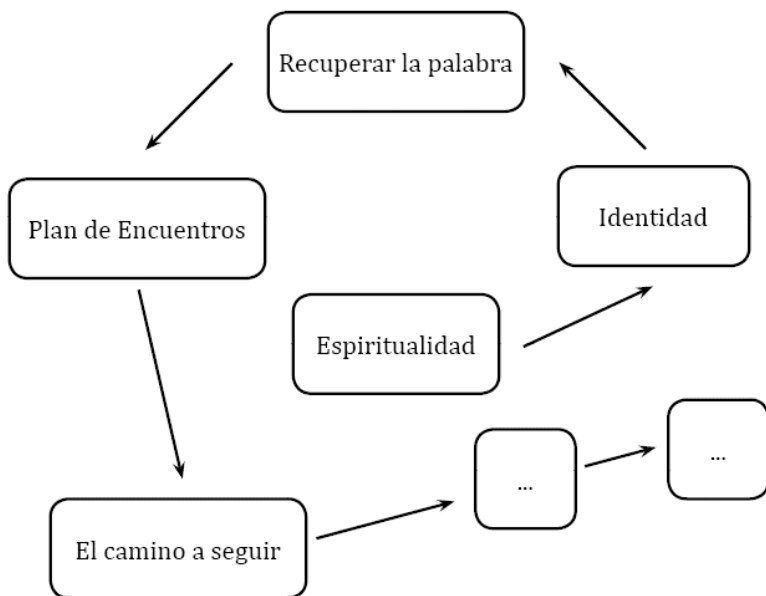 Recuperar la palabra
Plan de Encuentros
Identidad
Espiritualidad
...
...
El camino a seguir